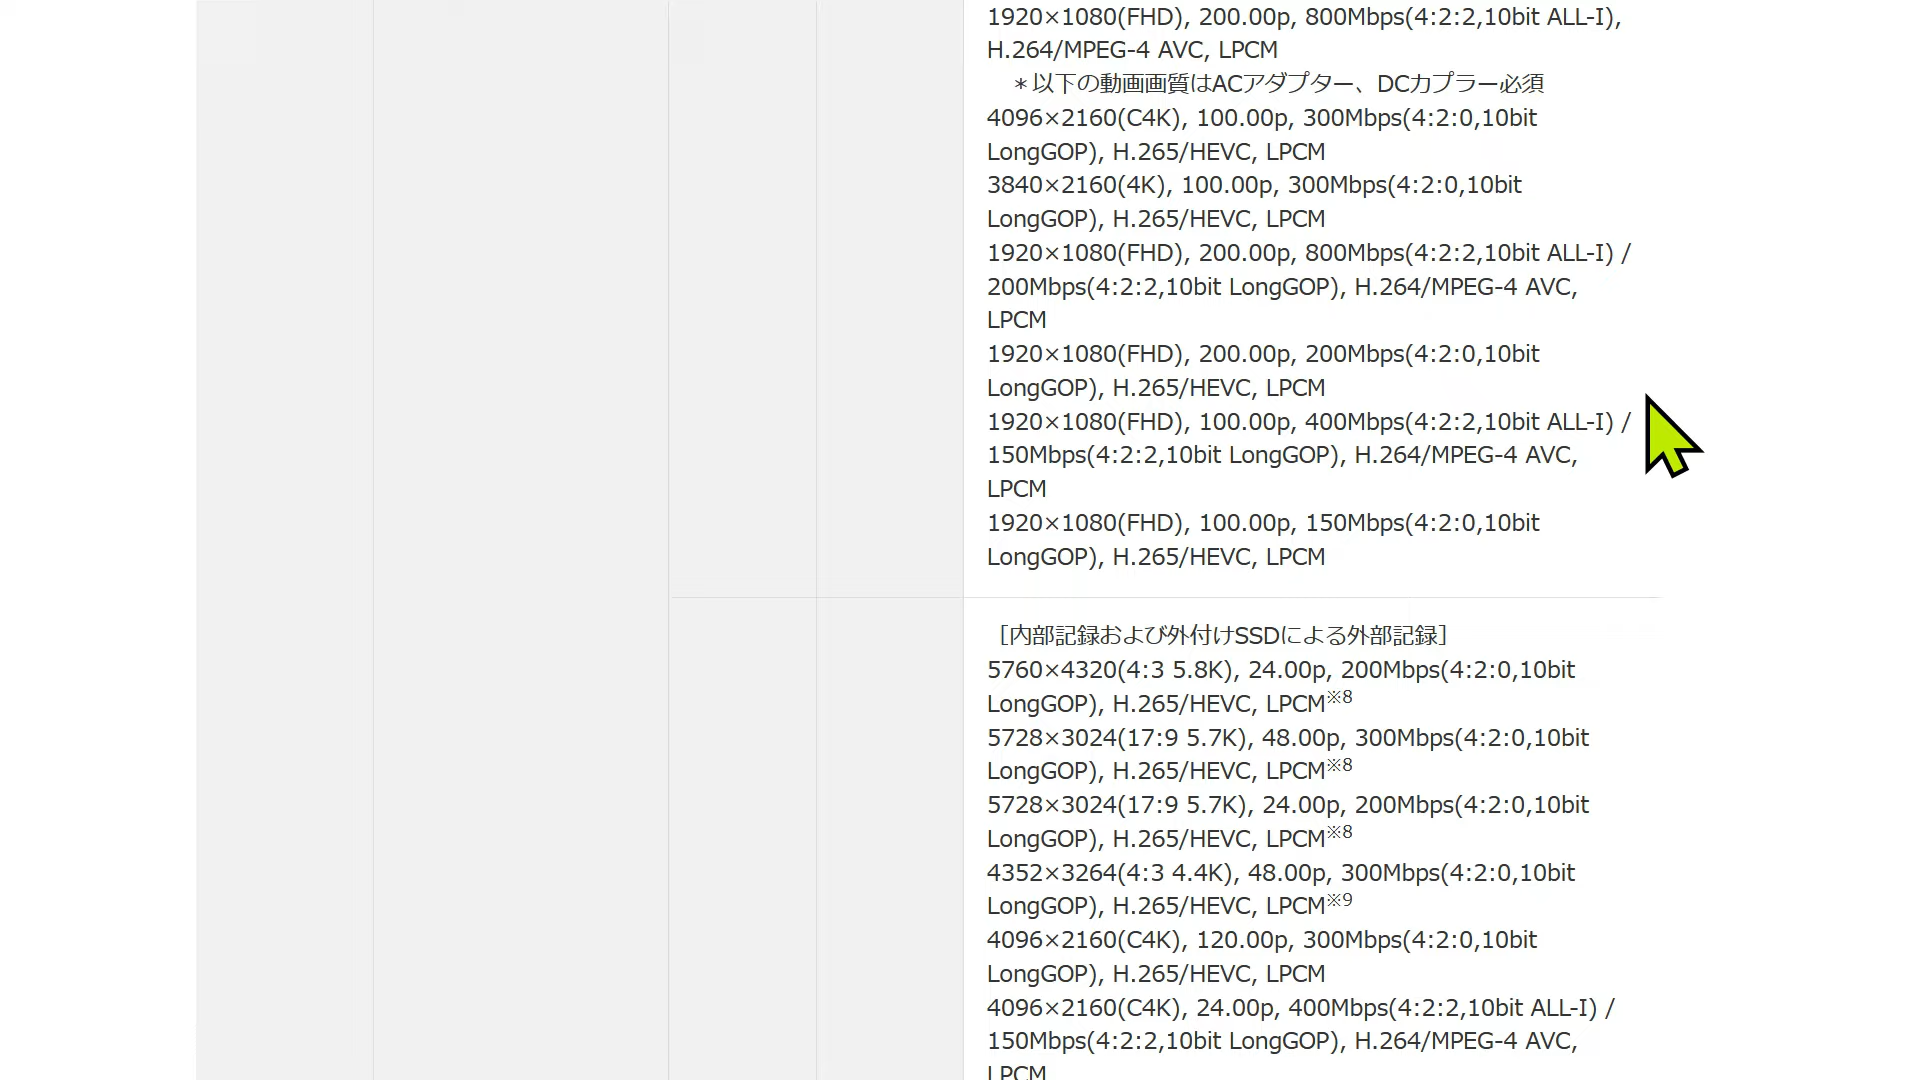 1920×1080(FHD), 200.00p, 800Mbps(4:2:2,10bit ALL-I),
H.264/MPEG-4 AVC, LPCM
＊以下の動画画質はACアダプター、DCカプラー必須
4096×2160(C4K), 100.00p, 300Mbps(4:2:0,10bit
LongGOP), H.265/HEVC, LPCM
3840×2160(4K), 100.00p, 300Mbps(4:2:0,10bit
LongGOP), H.265/HEVC, LPCM
1920×1080(FHD), 200.00p, 800Mbps(4:2:2,10bit ALL-I) /
200Mbps(4:2:2,10bit LongGOP), H.264/MPEG-4 AVC,
LPCM
1920×1080(FHD), 200.00p, 200Mbps(4:2:0,10bit
LongGOP), H.265/HEVC, LPCM
1920×1080(FHD), 100.00p, 400Mbps(4:2:2,10bit ALL-I) /
150Mbps(4:2:2,10bit LongGOP), H.264/MPEG-4 AVC,
LPCM
1920×1080(FHD), 100.00p, 150Mbps(4:2:0,10bit
LongGOP), H.265/HEVC, LPCM
［内部記録および外付けSSDによる外部記録］
5760×4320(4:3 5.8K), 24.00p, 200Mbps(4:2:0,10bit
LongGOP), H.265/HEVC, LPCM※8
5728×3024(17:9 5.7K), 48.00p, 300Mbps(4:2:0,10bit
LongGOP), H.265/HEVC, LPCM※8
5728×3024(17:9 5.7K), 24.00p, 200Mbps(4:2:0,10bit
LongGOP), H.265/HEVC, LPCM※8
4352×3264(4:3 4.4K), 48.00p, 300Mbps(4:2:0,10bit
LongGOP), H.265/HEVC, LPCM※9
4096×2160(C4K), 120.00p, 300Mbps(4:2:0,10bit
LongGOP), H.265/HEVC, LPCM
4096×2160(C4K), 24.00p, 400Mbps(4:2:2,10bit ALL-I) /
150Mbps(4:2:2,10bit LongGOP), H.264/MPEG-4 AVC,
LPCM